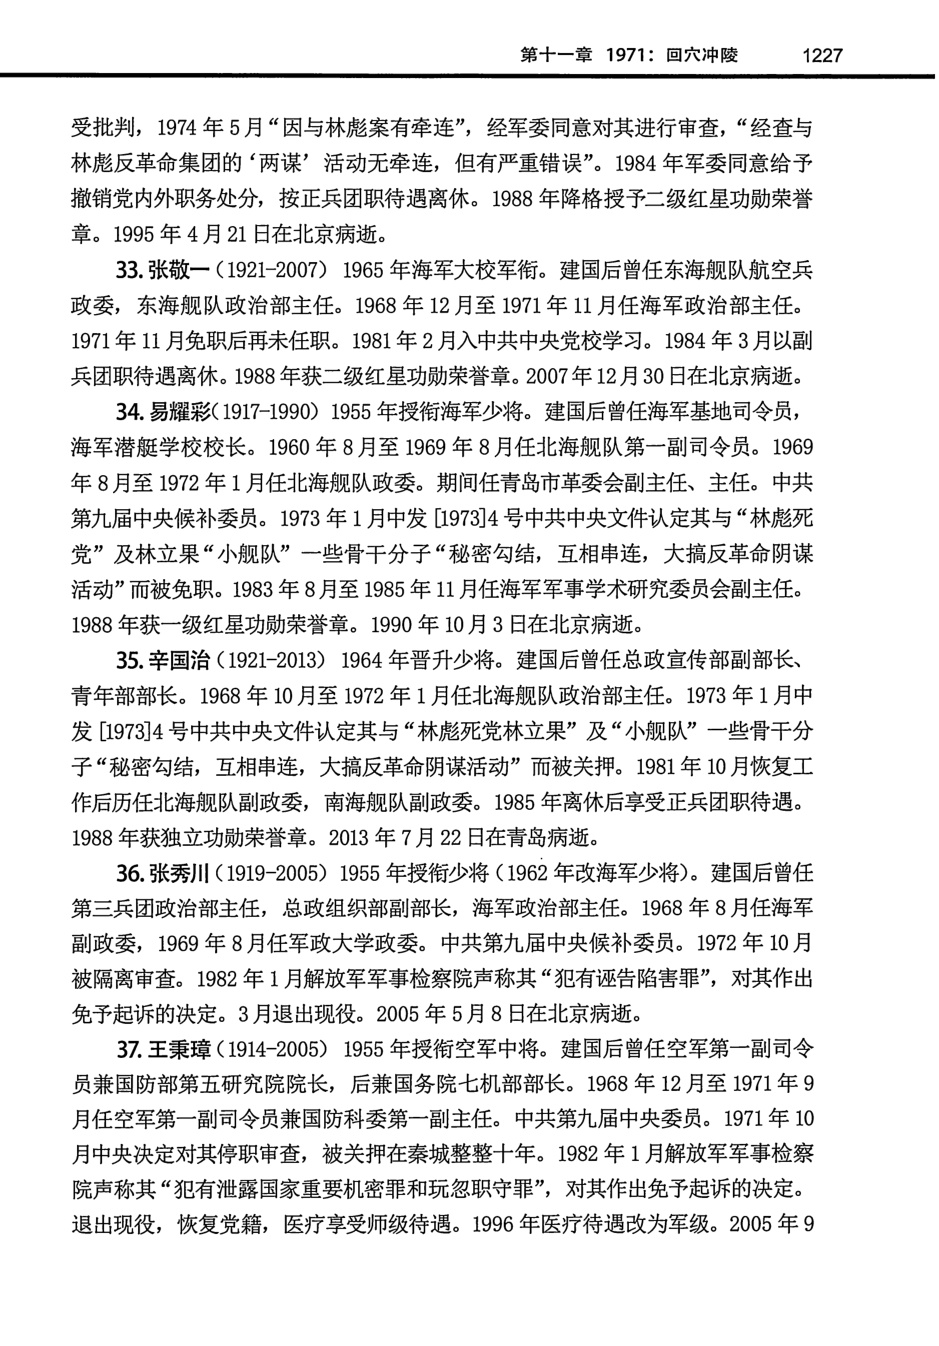 第十一章 1971：回穴冲陵 1227
受批判，1974 年 5 月“因与林彪案有牵连”，经军委同意对其进行审查，“经查与
林彪反革命集团的‘两谋’活动无牵连，但有严重错误”。1984 年军委同意给予
撤销党内外职务处分，按正兵团职待遇离休。1988 年降格授予二级红星功勋荣誉
章。1995 年 4 月 21 日在北京病逝。
33. 张敬一（1921-2007） 1965 年海军大校军衔。建国后曾任东海舰队航空兵
政委，东海舰队政治部主任。1968 年 12 月至 1971 年 11 月任海军政治部主任。
1971 年 11 月免职后再未任职。1981 年 2 月入中共中央党校学习。1984 年 3 月以副
兵团职待遇离休。1988 年获二级红星功勋荣誉章。2007 年 12 月 30 日在北京病逝。
34. 易耀彩（1917-1990） 1955 年授衔海军少将。建国后曾任海军基地司令员，
海军潜艇学校校长。1960 年 8 月至 1969 年 8 月任北海舰队第一副司令员。1969
年 8 月至 1972 年 1 月任北海舰队政委。期间任青岛市革委会副主任、主任。中共
第九届中央候补委员。1973 年 1 月中发 [1973]4 号中共中央文件认定其与“林彪死
党”及林立果“小舰队”一些骨干分子“秘密勾结，互相串连，大搞反革命阴谋
活动”而被免职。1983 年 8 月至 1985 年 11 月任海军军事学术研究委员会副主任。
1988 年获一级红星功勋荣誉章。1990 年 10 月 3 日在北京病逝。
35. 辛国治（1921-2013） 1964 年晋升少将。建国后曾任总政宣传部副部长、
青年部部长。1968 年 10 月至 1972 年 1 月任北海舰队政治部主任。1973 年 1 月中
发 [1973]4 号中共中央文件认定其与“林彪死党林立果”及“小舰队”一些骨干分
子“秘密勾结，互相串连，大搞反革命阴谋活动”而被关押。1981 年 10 月恢复工
作后历任北海舰队副政委，南海舰队副政委。1985 年离休后享受正兵团职待遇。
1988 年获独立功勋荣誉章。2013 年 7 月 22 日在青岛病逝。
36. 张秀川（1919-2005） 1955 年授衔少将（1962 年改海军少将）。建国后曾任
第三兵团政治部主任，总政组织部副部长，海军政治部主任。1968 年 8 月任海军
副政委，1969 年 8 月任军政大学政委。中共第九届中央候补委员。1972 年 10 月
被隔离审查。1982 年 1 月解放军军事检察院声称其“犯有诬告陷害罪”，对其作出
免予起诉的决定。3 月退出现役。2005 年 5 月 8 日在北京病逝。
37. 王秉璋（1914-2005） 1955 年授衔空军中将。建国后曾任空军第一副司令
员兼国防部第五研究院院长，后兼国务院七机部部长。1968 年 12 月至 1971 年 9
月任空军第一副司令员兼国防科委第一副主任。中共第九届中央委员。1971 年 10
月中央决定对其停职审查，被关押在秦城整整十年。1982 年 1 月解放军军事检察
院声称其“犯有泄露国家重要机密罪和玩忽职守罪”，对其作出免予起诉的决定。
退出现役，恢复党籍，医疗享受师级待遇。1996 年医疗待遇改为军级。2005 年 9